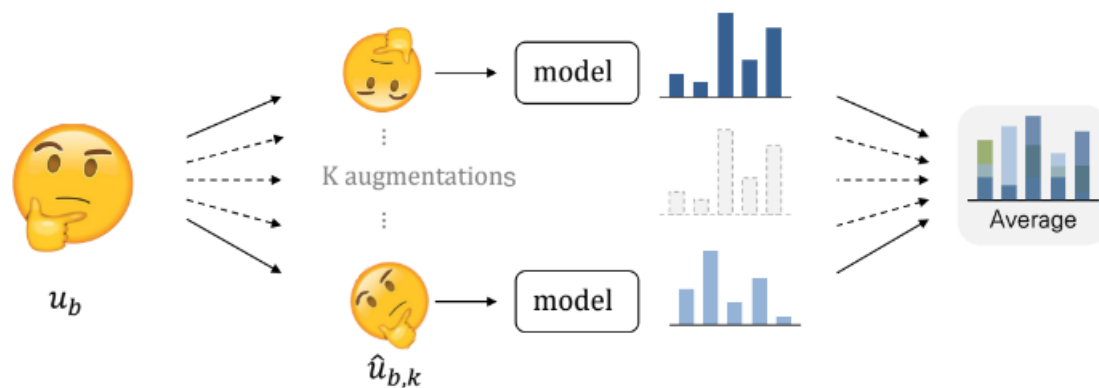 model
K augmentations
Average
u_b
model
û_{b,k}